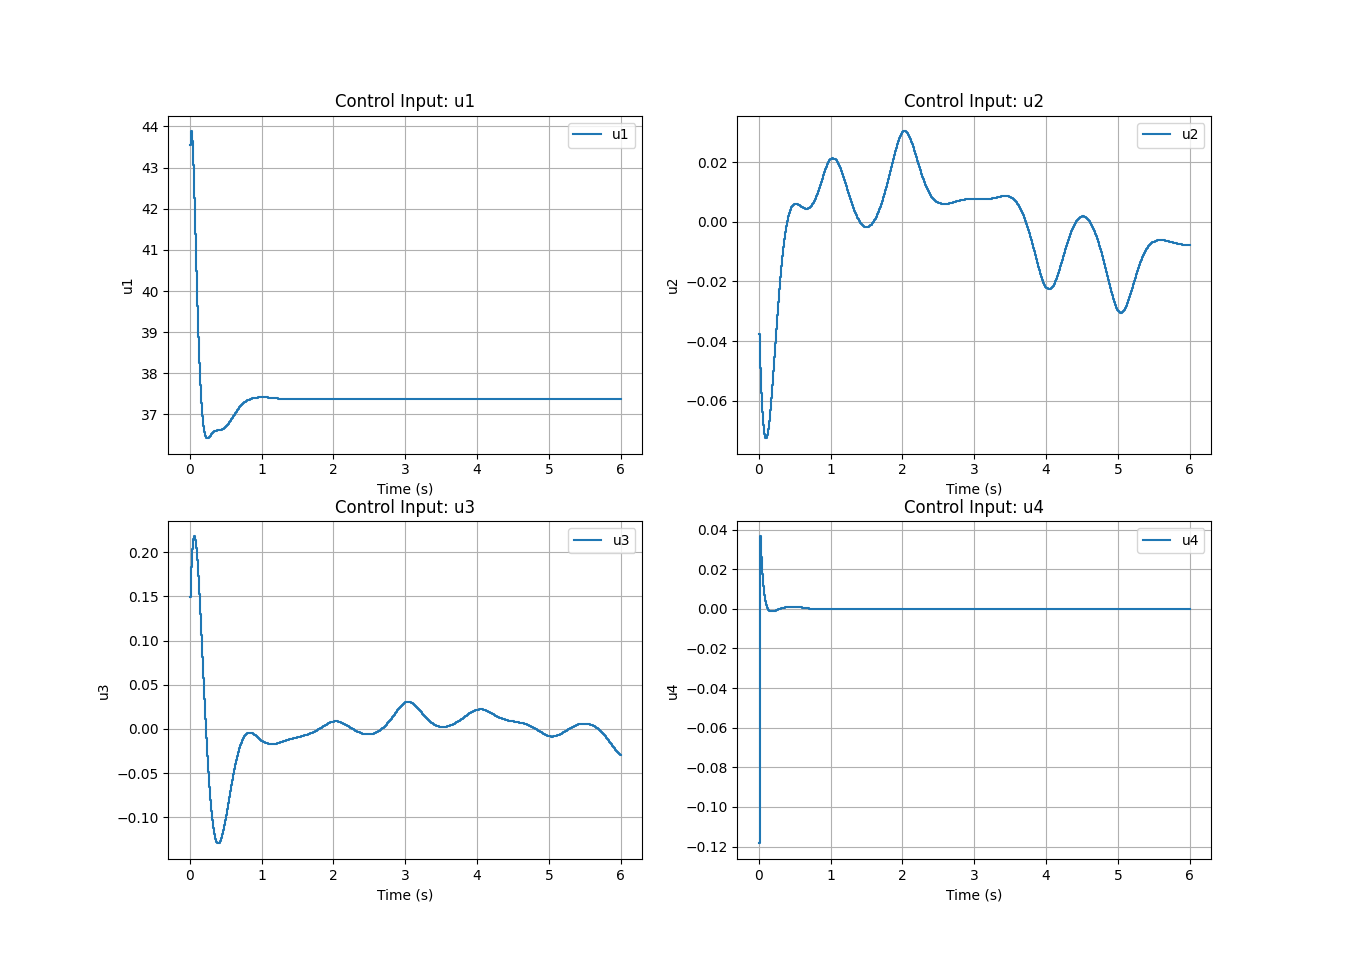 Control Input: u1
44
43
42
41
40
39
38
37
u1
u1
0 1 2 3 4 5 6
Time (s)
Control Input: u2
0.02
0.00
−0.02
−0.04
−0.06
u2
u2
0 1 2 3 4 5 6
Time (s)
Control Input: u3
0.20
0.15
0.10
0.05
0.00
−0.05
−0.10
u3
u3
0 1 2 3 4 5 6
Time (s)
Control Input: u4
0.04
0.02
0.00
−0.02
−0.04
−0.06
−0.08
−0.10
−0.12
u4
u4
0 1 2 3 4 5 6
Time (s)